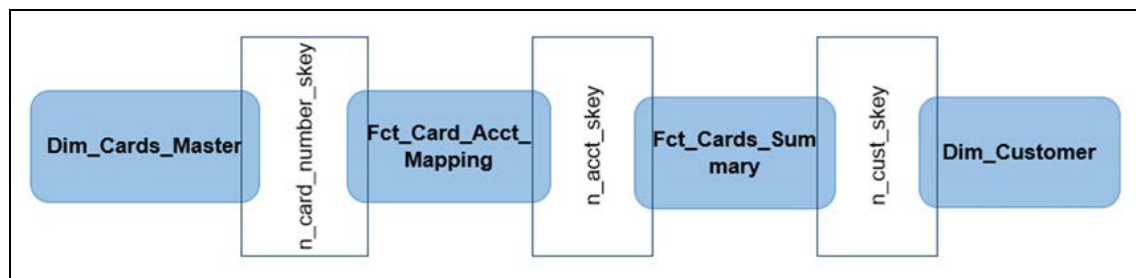 Dim_Cards_Master
n_card_number_skey
Fct_Card_Acct_
Mapping
n_acct_skey
Fct_Cards_Sum
mary
n_cust_skey
Dim_Customer